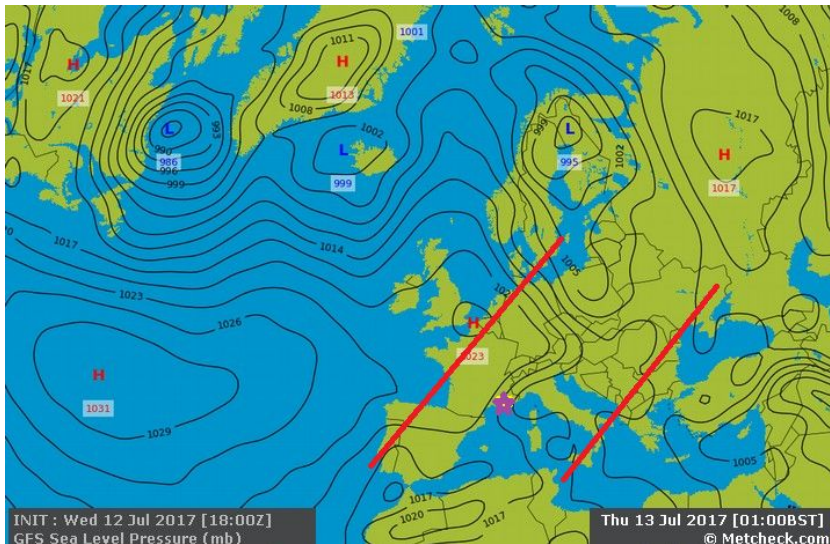 1008
1017
1001
1011
H
H
1021
1013
1008
L
993
986
990
996
999
L
1002
999
999
L
995
1002
1017
H
1017
1017
1014
1005
1023
1026
H
1023
H
1031
1029
1005
1017
1020
1017
INIT : Wed 12 Jul 2017 [18:00Z]
GFS Sea Level Pressure (mb)
Thu 13 Jul 2017 [01:00BST]
© Metcheck.com